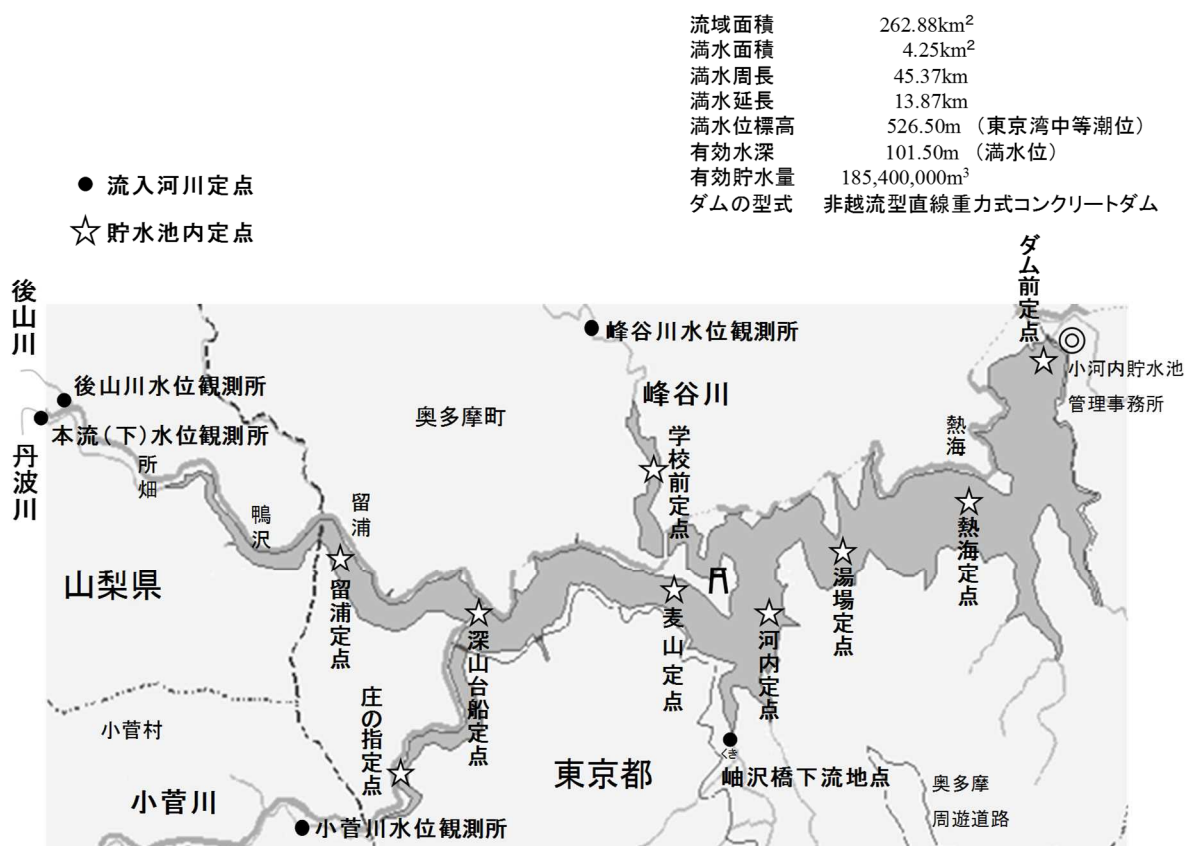 流域面積 262.88km²
満水面積 4.25km²
満水周長 45.37km
満水延長 13.87km
満水位標高 526.50m （東京湾中等潮位）
有効水深 101.50m （満水位）
有効貯水量 185,400,000m³
ダムの型式 非越流型直線重力式コンクリートダム
● 流入河川定点
☆ 貯水池内定点
ダム前定点
後山川
峰谷川水位観測所
小河内貯水池
管理事務所
後山川水位観測所
峰谷川
奥多摩町
本流(下)水位観測所
丹波川
所畑
学校前定点
熱海
鴨沢
留浦
熱海定点
山梨県
留浦定点
湯場定点
深山台船定点
麦山定点
河内定点
庄の指定点
小菅村
東京都
くき
岫沢橋下流地点
奥多摩
周遊道路
小菅川
小菅川水位観測所